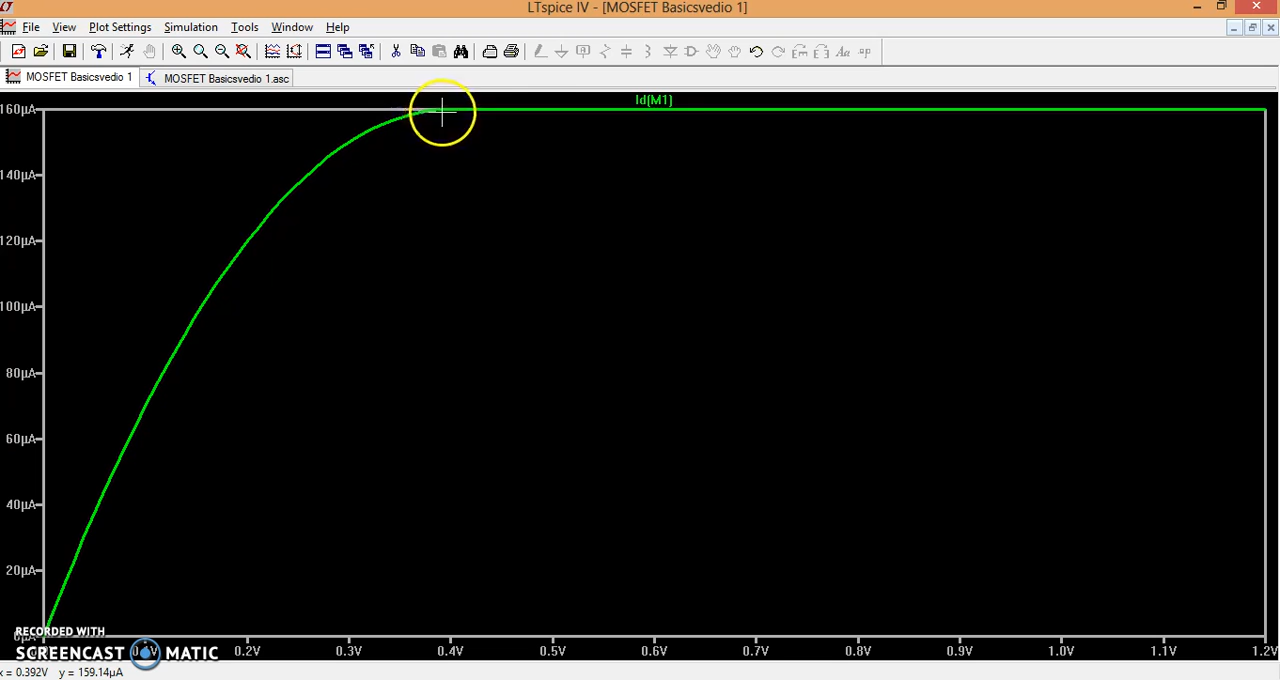 LTspice IV - [MOSFET Basicsvedio 1]
File View Plot Settings Simulation Tools Window Help
MOSFET Basicsvedio 1 MOSFET Basicsvedio 1.asc
Id(M1)
160µA
140µA
120µA
100µA
80µA
60µA
40µA
20µA
RECORDED WITH
SCREENCAST MATIC
0.2V 0.3V 0.4V 0.5V 0.6V 0.7V 0.8V 0.9V 1.0V 1.1V 1.2V
x = 0.392V y = 159.14µA